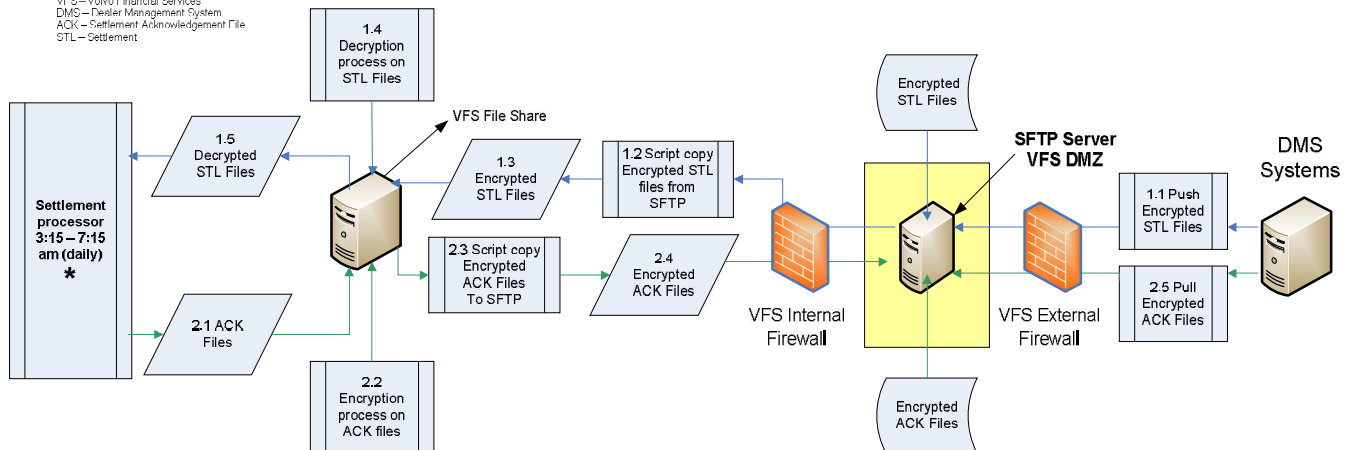 VFS – Volvo Financial Services
DMS – Dealer Management System
ACK – Settlement Acknowledgement File
STL – Settlement
1.4
Decryption
process on
STL Files
VFS File Share
1.5
Decrypted
STL Files
1.3
Encrypted
STL Files
1.2 Script copy
Encrypted STL
files from
SFTP
Encrypted
STL Files
SFTP Server
VFS DMZ
DMS
Systems
1.1 Push
Encrypted
STL Files
Settlement
processor
3:15 – 7:15
am (daily)
*
2.3 Script copy
Encrypted
ACK Files
To SFTP
2.4
Encrypted
ACK Files
2.5 Pull
Encrypted
ACK Files
VFS Internal
Firewall
VFS External
Firewall
2.1 ACK
Files
2.2
Encryption
process on
ACK files
Encrypted
ACK Files